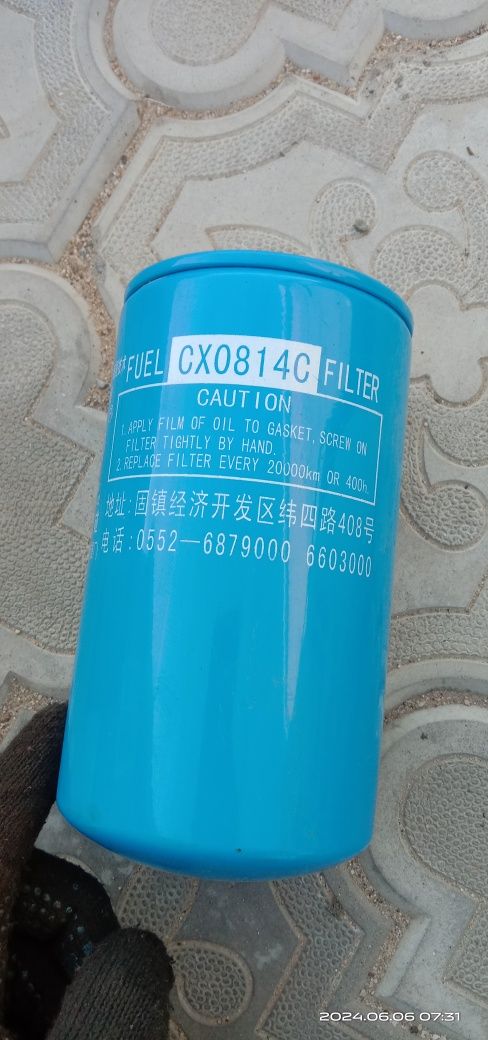 FUEL CX0814C FILTER
CAUTION
1. APPLY FILM OF OIL TO GASKET, SCREW ON
FILTER TIGHTLY BY HAND.
2. REPLACE FILTER EVERY 20000km OR 400h.
地址:固镇经济开发区纬四路408号
电话:0552—6879000 6603000
2024.06.06 07:31